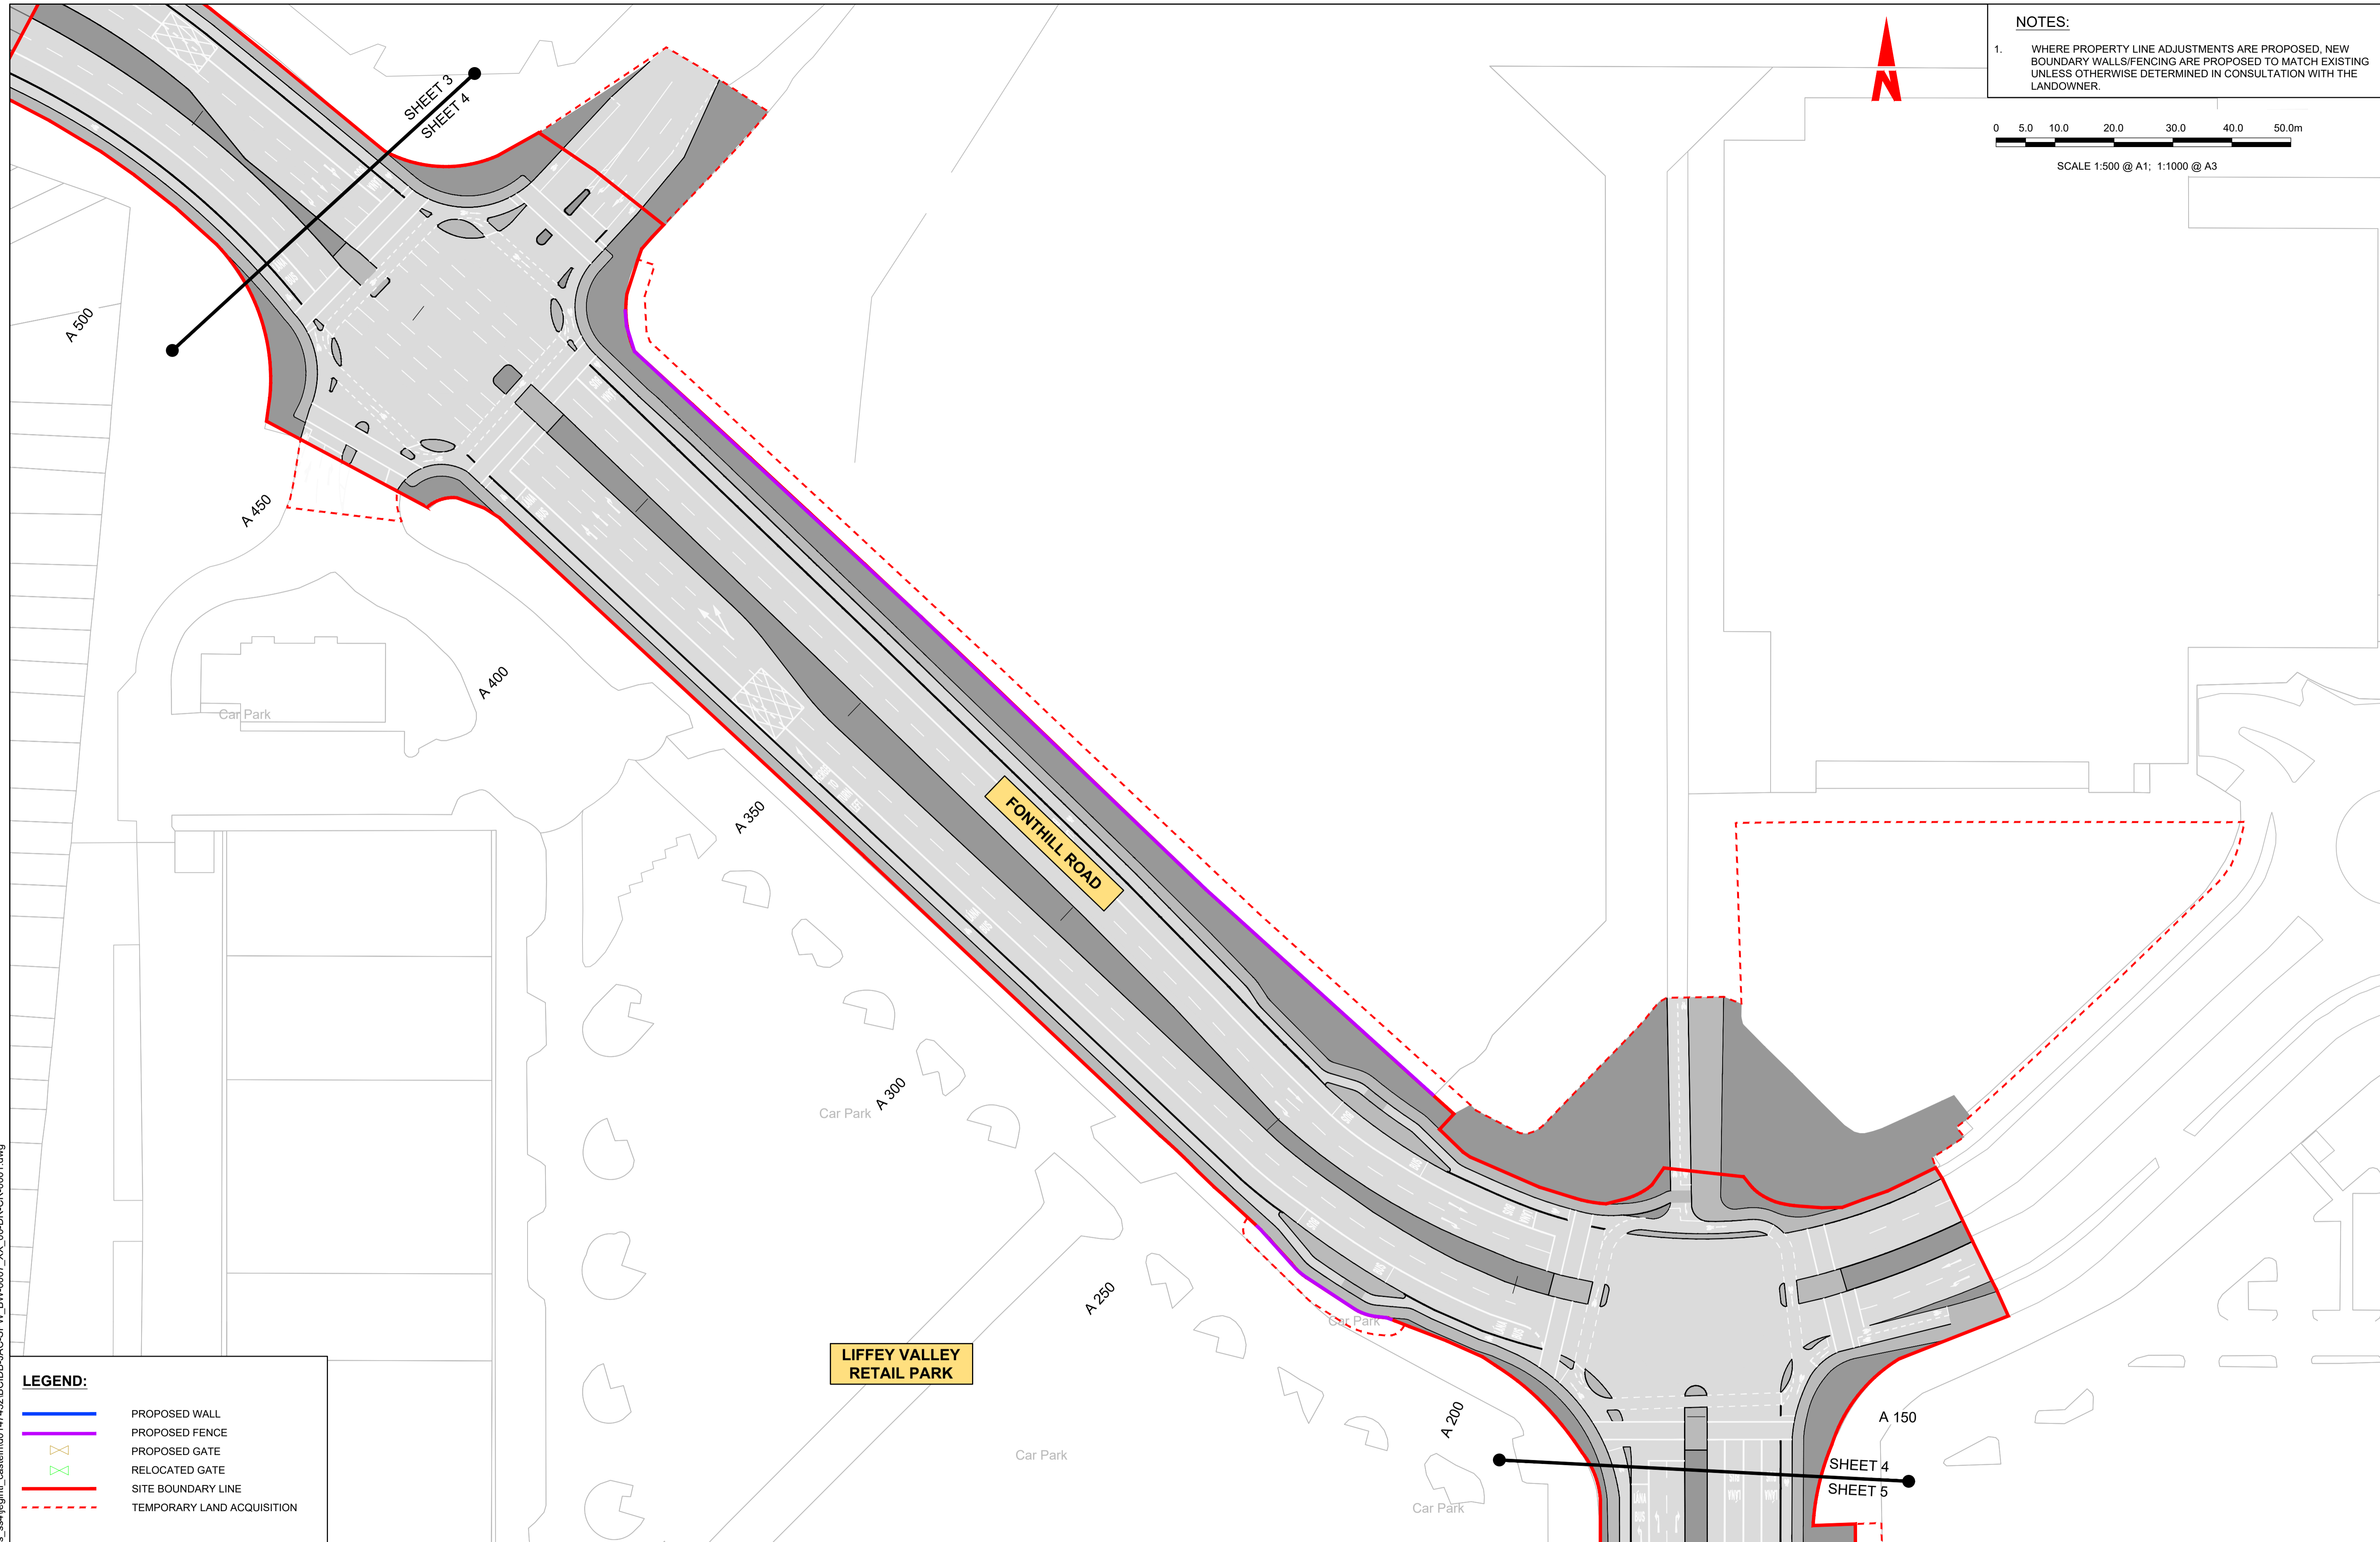 NOTES:
1. WHERE PROPERTY LINE ADJUSTMENTS ARE PROPOSED, NEW
BOUNDARY WALLS/FENCING ARE PROPOSED TO MATCH EXISTING
UNLESS OTHERWISE DETERMINED IN CONSULTATION WITH THE
LANDOWNER.
N
0 5.0 10.0 20.0 30.0 40.0 50.0m
SCALE 1:500 @ A1; 1:1000 @ A3
SHEET 3
SHEET 4
A 500
A 450
A 400
Car Park
A 350
FONTHILL ROAD
A 300
Car Park
A 250
Car Park
LIFFEY VALLEY
RETAIL PARK
A 200
A 150
Car Park
Car Park
SHEET 4
SHEET 5
LÁNA
BUS
LEGEND:
PROPOSED WALL
PROPOSED FENCE
PROPOSED GATE
RELOCATED GATE
SITE BOUNDARY LINE
TEMPORARY LAND ACQUISITION